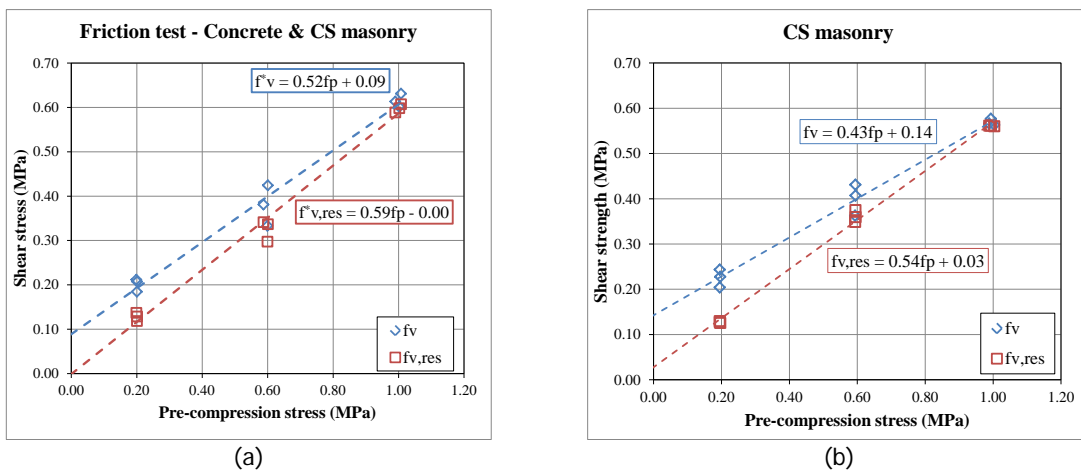 Friction test - Concrete & CS masonry
0.70
0.60
0.50
0.40
0.30
0.20
0.10
0.00
Shear stress (MPa)
f*v = 0.52fp + 0.09
f*v,res = 0.59fp - 0.00
fv
fv,res
0.00 0.20 0.40 0.60 0.80 1.00 1.20
Pre-compression stress (MPa)
(a)
CS masonry
0.70
0.60
0.50
0.40
0.30
0.20
0.10
0.00
Shear strength (MPa)
fv = 0.43fp + 0.14
fv,res = 0.54fp + 0.03
fv
fv,res
0.00 0.20 0.40 0.60 0.80 1.00 1.20
Pre-compression stress (MPa)
(b)